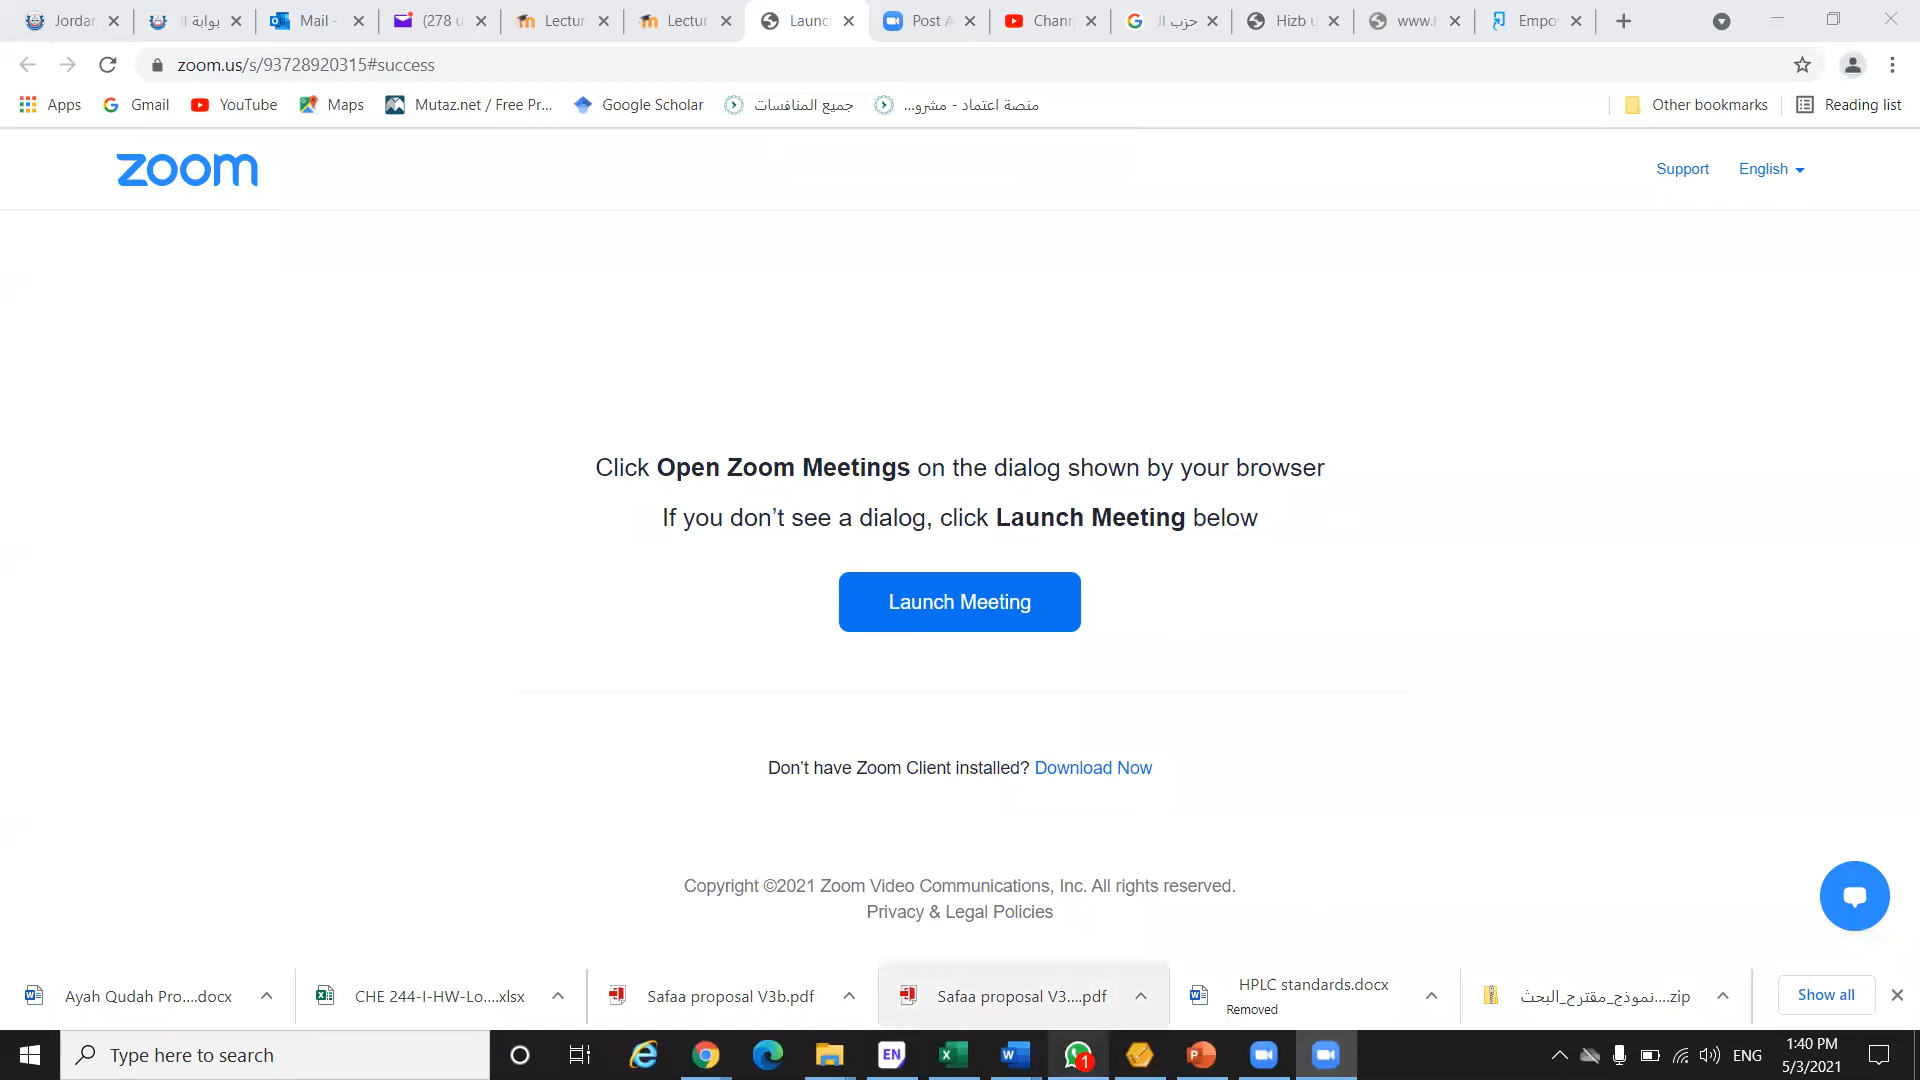 Jordar
بوابة ال
Mail -
(278 u
Lectur
Lectur
Launch
Post A
Chann
حزب ال
Hizb u
www.h
Empo
zoom.us/s/93728920315#success
Apps
Gmail
YouTube
Maps
Mutaz.net / Free Pr...
Google Scholar
جميع المنافسات
منصة اعتماد - مشرو...
Other bookmarks
Reading list
zoom
Support
English
Click Open Zoom Meetings on the dialog shown by your browser
If you don’t see a dialog, click Launch Meeting below
Launch Meeting
Don’t have Zoom Client installed? Download Now
Copyright ©2021 Zoom Video Communications, Inc. All rights reserved.
Privacy & Legal Policies
Ayah Qudah Pro....docx
CHE 244-I-HW-Lo....xlsx
Safaa proposal V3b.pdf
Safaa proposal V3....pdf
HPLC standards.docx
Removed
نموذج_مقترح_البحث....zip
Show all
Type here to search
EN
1
ENG
1:40 PM
5/3/2021